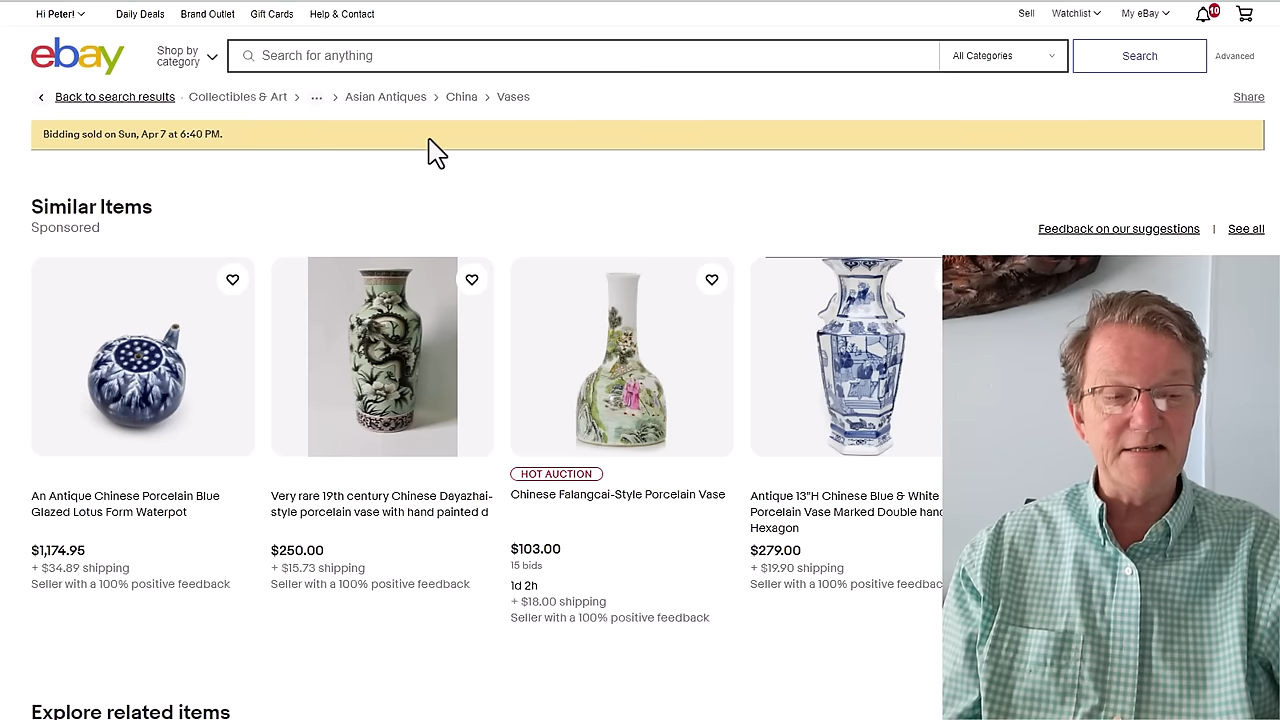 Hi Peter!
Daily Deals
Brand Outlet
Gift Cards
Help & Contact
Sell
Watchlist
My eBay
10
ebay
Shop by
category
Search for anything
All Categories
Search
Advanced
Back to search results · Collectibles & Art > ... > Asian Antiques > China > Vases
Share
Bidding sold on Sun, Apr 7 at 6:40 PM.
Similar Items
Sponsored
Feedback on our suggestions | See all
An Antique Chinese Porcelain Blue
Glazed Lotus Form Waterpot
$1,174.95
+ $34.89 shipping
Seller with a 100% positive feedback
Very rare 19th century Chinese Dayazhai-
style porcelain vase with hand painted d
$250.00
+ $15.73 shipping
Seller with a 100% positive feedback
HOT AUCTION
Chinese Falangcai-Style Porcelain Vase
$103.00
15 bids
1d 2h
+ $18.00 shipping
Seller with a 100% positive feedback
Antique 13"H Chinese Blue & White
Porcelain Vase Marked Double hand
Hexagon
$279.00
+ $19.90 shipping
Seller with a 100% positive feedbac
Explore related items